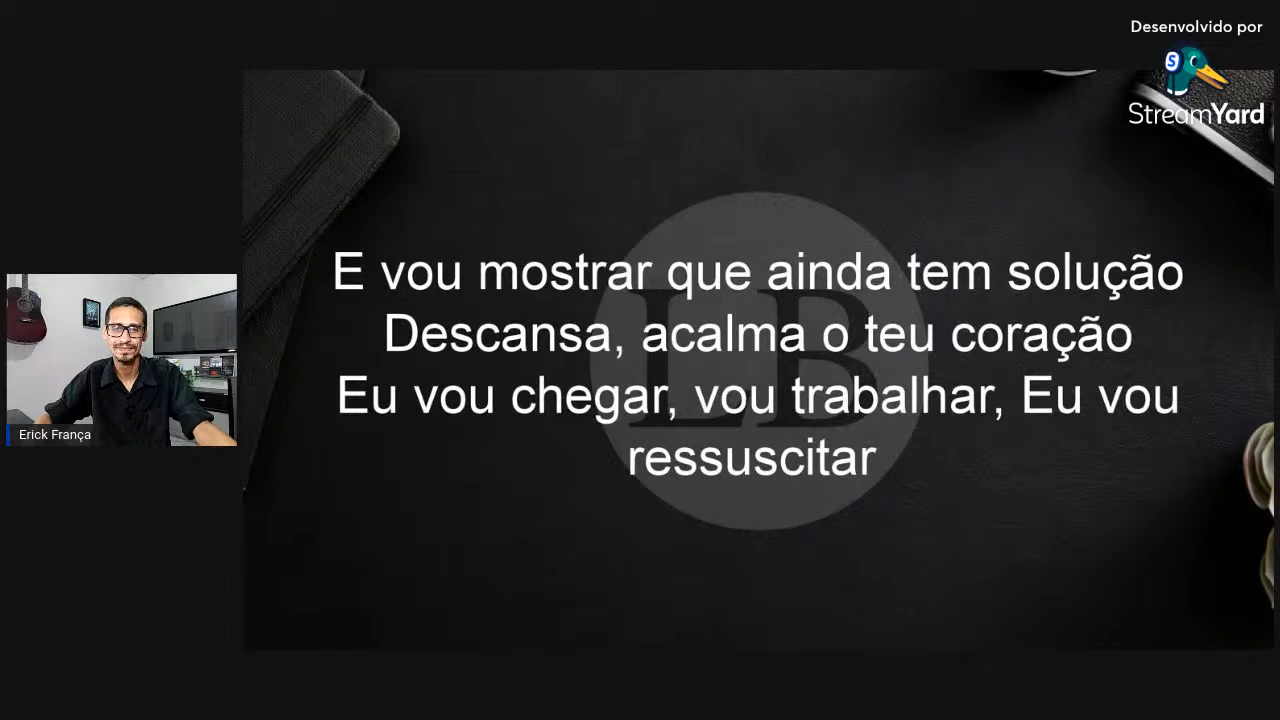 Desenvolvido por
S
StreamYard
LB
E vou mostrar que ainda tem solução
Descansa, acalma o teu coração
Eu vou chegar, vou trabalhar, Eu vou
ressuscitar
Erick França